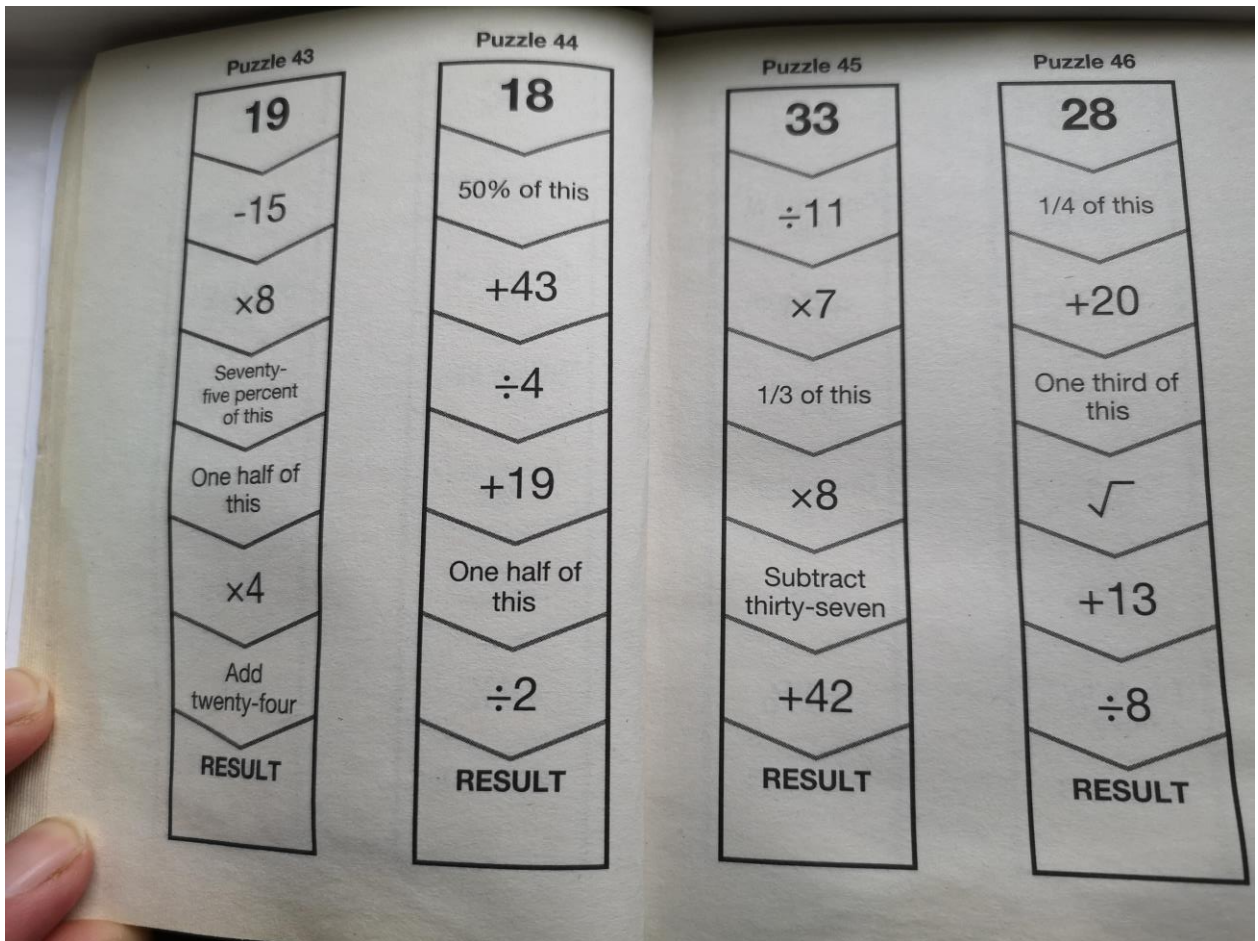 Puzzle 43
19
-15
×8
Seventy-
five percent
of this
One half of
this
×4
Add
twenty-four
RESULT
Puzzle 44
18
50% of this
+43
÷4
+19
One half of
this
÷2
RESULT
Puzzle 45
33
÷11
×7
1/3 of this
×8
Subtract
thirty-seven
+42
RESULT
Puzzle 46
28
1/4 of this
+20
One third of
this
√
+13
÷8
RESULT